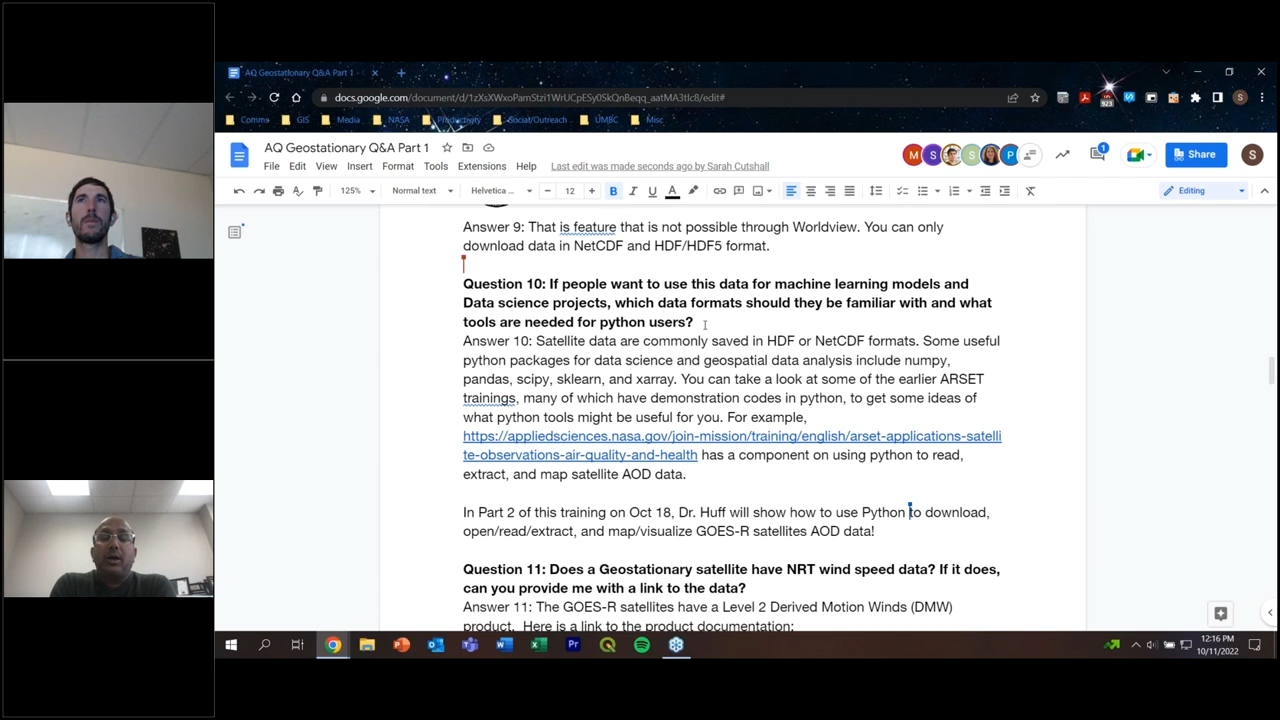 AQ Geostationary Q&A Part 1
docs.google.com/document/d/1zXsXWxoPamStzi1WrUCpESy0SkQnBeqq_aatMA3tIc8/edit#
923
S
Comms GIS Media NASA Productivity Social/Outreach UMBC Misc
AQ Geostationary Q&A Part 1
File Edit View Insert Format Tools Extensions Help Last edit was made seconds ago by Sarah Cutshall
M S S P 1 Share S
125% Normal text Helvetica ... 12 B I U A Editing
Answer 9: That is feature that is not possible through Worldview. You can only
download data in NetCDF and HDF/HDF5 format.
Question 10: If people want to use this data for machine learning models and
Data science projects, which data formats should they be familiar with and what
tools are needed for python users?
Answer 10: Satellite data are commonly saved in HDF or NetCDF formats. Some useful
python packages for data science and geospatial data analysis include numpy,
pandas, scipy, sklearn, and xarray. You can take a look at some of the earlier ARSET
trainings, many of which have demonstration codes in python, to get some ideas of
what python tools might be useful for you. For example,
https://appliedsciences.nasa.gov/join-mission/training/english/arset-applications-satelli
te-observations-air-quality-and-health has a component on using python to read,
extract, and map satellite AOD data.
In Part 2 of this training on Oct 18, Dr. Huff will show how to use Python to download,
open/read/extract, and map/visualize GOES-R satellites AOD data!
Question 11: Does a Geostationary satellite have NRT wind speed data? If it does,
can you provide me with a link to the data?
Answer 11: The GOES-R satellites have a Level 2 Derived Motion Winds (DMW)
product. Here is a link to the product documentation:
12:16 PM
10/11/2022